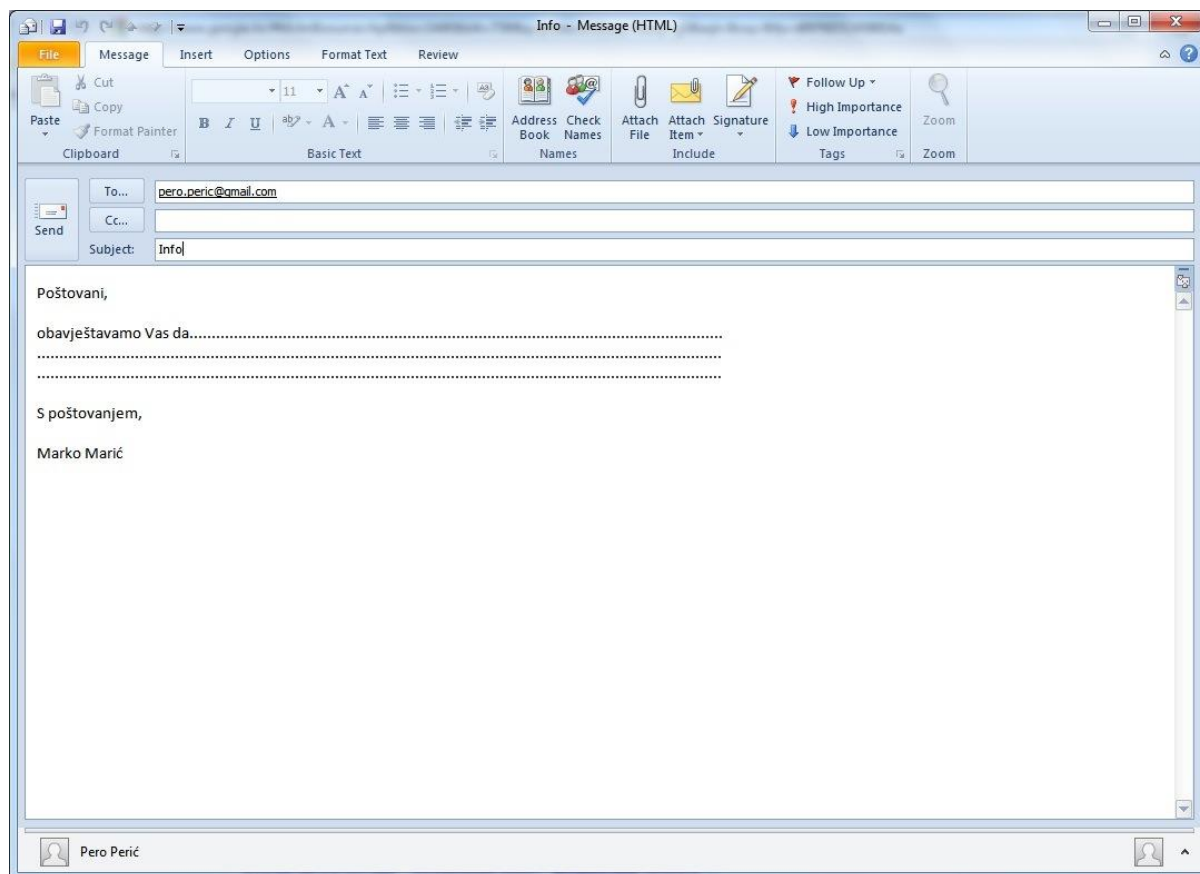 Info - Message (HTML)
File Message Insert Options Format Text Review
Paste
Cut
Copy
Format Painter
Clipboard
11
A A
B I U ab A
Basic Text
Address Book
Check Names
Names
Attach File
Attach Item
Signature
Include
Follow Up
High Importance
Low Importance
Tags
Zoom
Zoom
Send
To... pero.peric@gmail.com
Cc...
Subject: Info
Poštovani,
obavještavamo Vas da.......................................................................................................................
.........................................................................................................................................................
.........................................................................................................................................................
S poštovanjem,
Marko Marić
Pero Perić